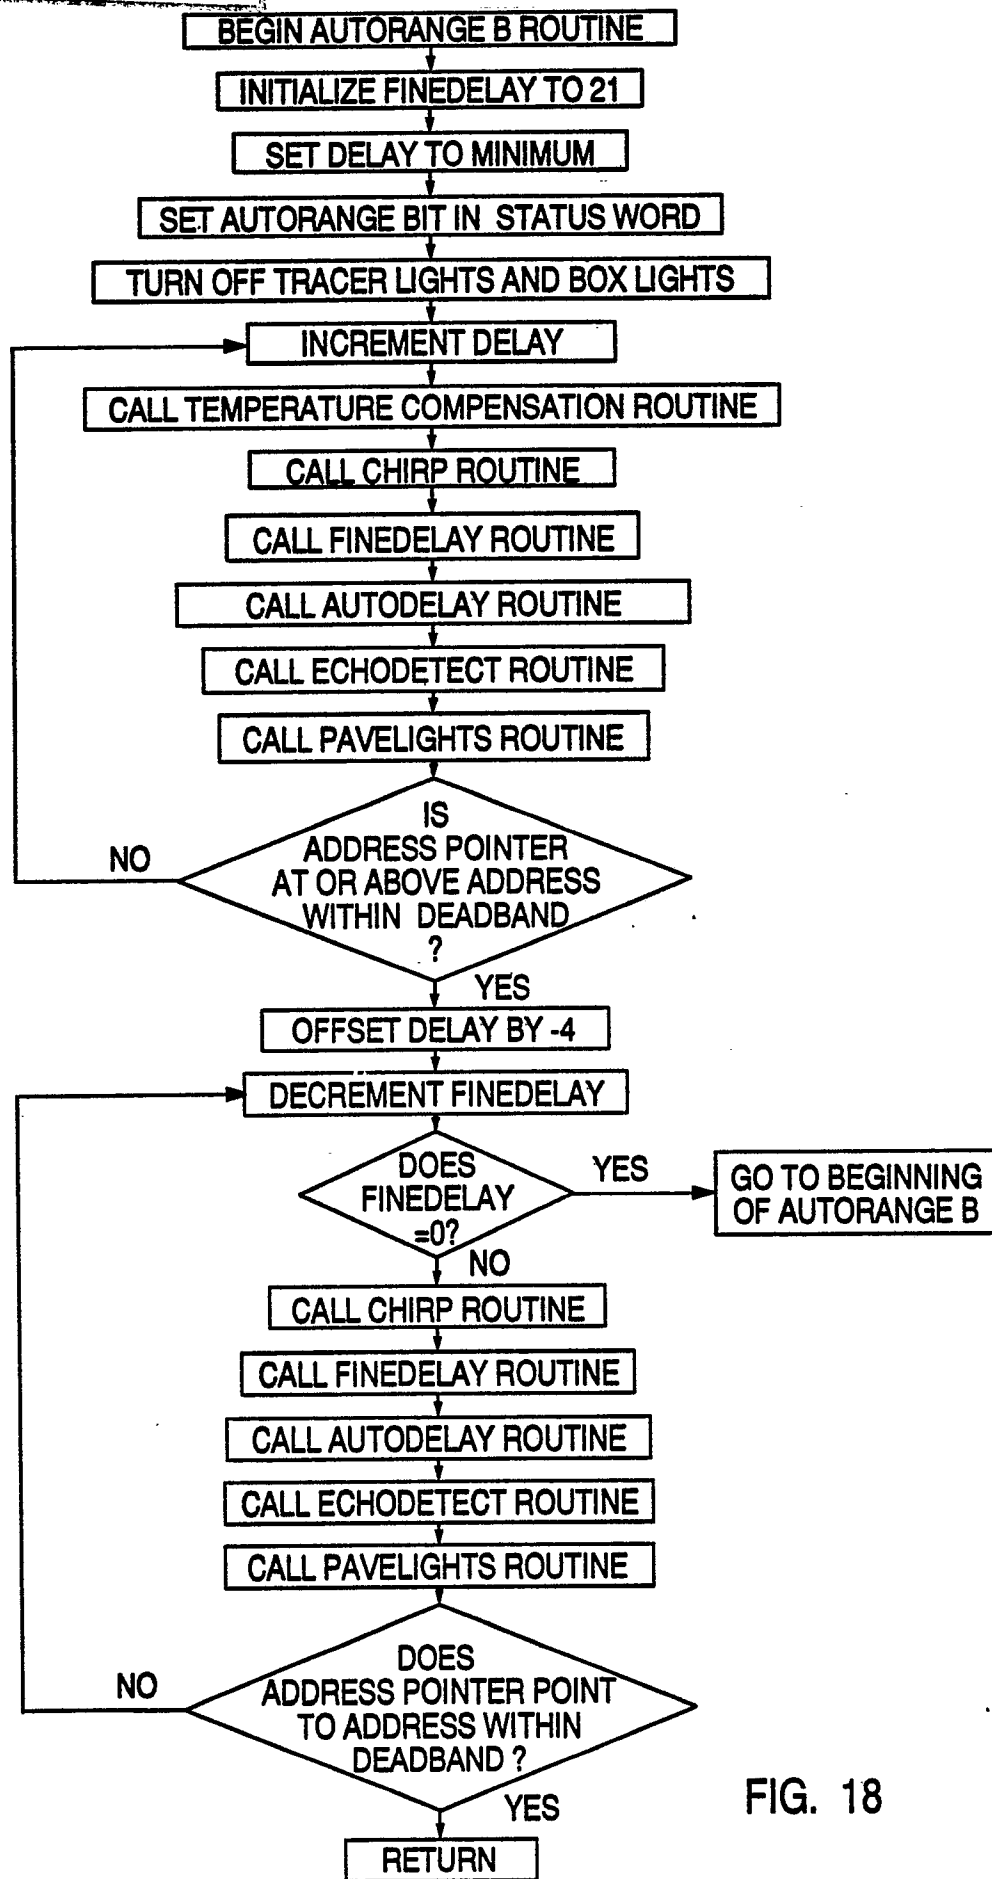 BEGIN AUTORANGE B ROUTINE
INITIALIZE FINEDELAY TO 21
SET DELAY TO MINIMUM
SET AUTORANGE BIT IN STATUS WORD
TURN OFF TRACER LIGHTS AND BOX LIGHTS
INCREMENT DELAY
CALL TEMPERATURE COMPENSATION ROUTINE
CALL CHIRP ROUTINE
CALL FINEDELAY ROUTINE
CALL AUTODELAY ROUTINE
CALL ECHODETECT ROUTINE
CALL PAVELIGHTS ROUTINE
IS
ADDRESS POINTER
AT OR ABOVE ADDRESS
WITHIN DEADBAND
?
NO
YES
OFFSET DELAY BY -4
DECREMENT FINEDELAY
DOES
FINEDELAY
=0?
YES
GO TO BEGINNING
OF AUTORANGE B
NO
CALL CHIRP ROUTINE
CALL FINEDELAY ROUTINE
CALL AUTODELAY ROUTINE
CALL ECHODETECT ROUTINE
CALL PAVELIGHTS ROUTINE
DOES
ADDRESS POINTER POINT
TO ADDRESS WITHIN
DEADBAND ?
NO
YES
RETURN
FIG. 18